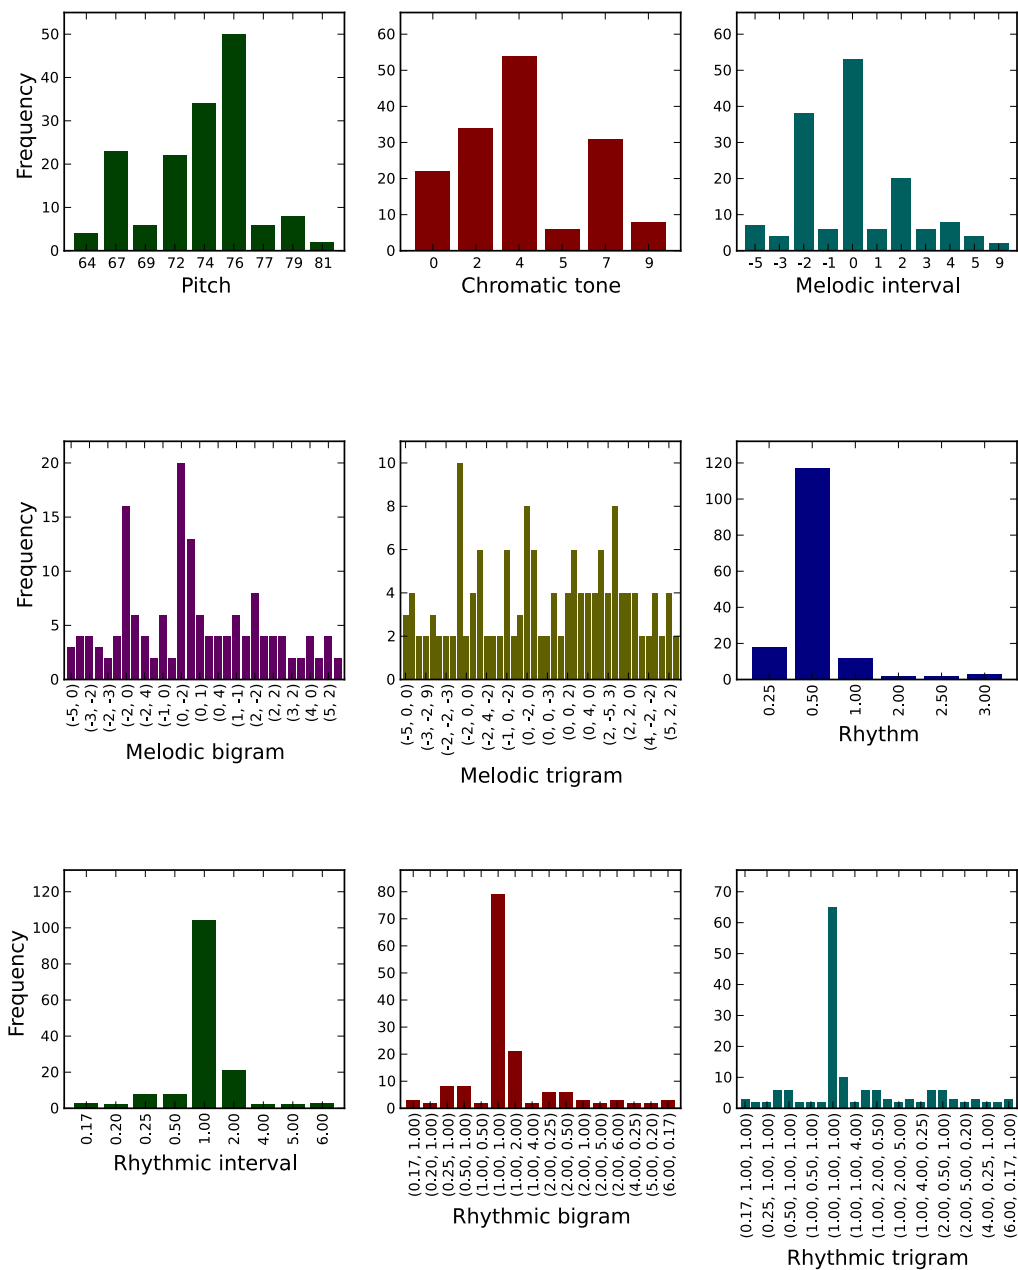 50
40
30
20
10
0
Frequency
64 67 69 72 74 76 77 79 81
Pitch
60
50
40
30
20
10
0
0 2 4 5 7 9
Chromatic tone
60
50
40
30
20
10
0
-5 -3 -2 -1 0 1 2 3 4 5 9
Melodic interval
20
15
10
5
0
Frequency
(-5, 0)
(-3, -2)
(-2, -3)
(-2, 0)
(-2, 4)
(-1, 0)
(0, -2)
(0, 1)
(0, 4)
(1, -1)
(2, -2)
(2, 2)
(3, 2)
(4, 0)
(5, 2)
Melodic bigram
10
8
6
4
2
0
(-5, 0, 0)
(-3, -2, 9)
(-2, -2, -3)
(-2, 0, 0)
(-2, 4, -2)
(-1, 0, -2)
(0, -2, 0)
(0, 0, -3)
(0, 0, 2)
(0, 4, 0)
(2, -5, 3)
(2, 2, 0)
(4, -2, -2)
(5, 2, 2)
Melodic trigram
120
100
80
60
40
20
0
0.25
0.50
1.00
2.00
2.50
3.00
Rhythm
120
100
80
60
40
20
0
Frequency
0.17
0.20
0.25
0.50
1.00
2.00
4.00
5.00
6.00
Rhythmic interval
80
70
60
50
40
30
20
10
0
(0.17, 1.00)
(0.20, 1.00)
(0.25, 1.00)
(0.50, 1.00)
(1.00, 0.50)
(1.00, 1.00)
(1.00, 2.00)
(1.00, 4.00)
(2.00, 0.25)
(2.00, 0.50)
(2.00, 1.00)
(2.00, 5.00)
(2.00, 6.00)
(4.00, 0.25)
(5.00, 0.20)
(6.00, 0.17)
Rhythmic bigram
70
60
50
40
30
20
10
0
(0.17, 1.00, 1.00)
(0.25, 1.00, 1.00)
(0.50, 1.00, 1.00)
(1.00, 0.50, 1.00)
(1.00, 1.00, 1.00)
(1.00, 1.00, 4.00)
(1.00, 2.00, 0.50)
(1.00, 2.00, 5.00)
(1.00, 4.00, 0.25)
(2.00, 0.50, 1.00)
(2.00, 5.00, 0.20)
(4.00, 0.25, 1.00)
(6.00, 0.17, 1.00)
Rhythmic trigram